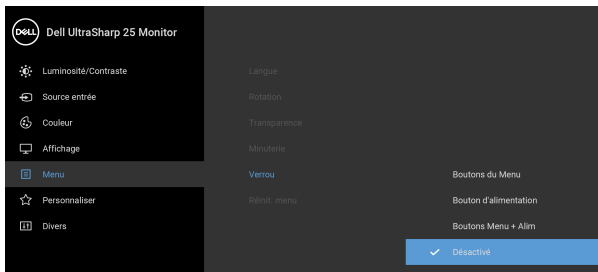 DELL Dell UltraSharp 25 Monitor
Luminosité/Contraste Langue
Source entrée Rotation
Couleur Transparence
Affichage Minuterie
Menu Verrou Boutons du Menu
Personnaliser Réinit. menu Bouton d'alimentation
Divers Boutons Menu + Alim
Désactivé